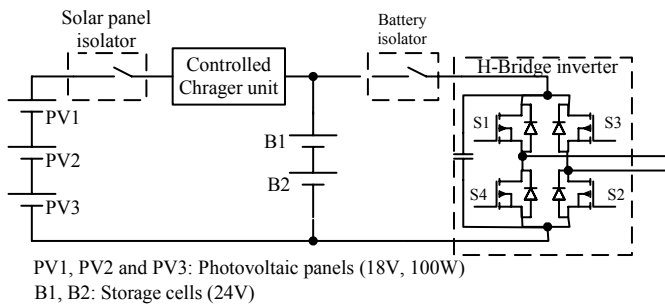 Solar panel
isolator
Battery
isolator
Controlled
Chrager unit
H-Bridge inverter
PV1
PV2
PV3
B1
B2
S1
S3
S4
S2
PV1, PV2 and PV3: Photovoltaic panels (18V, 100W)
B1, B2: Storage cells (24V)